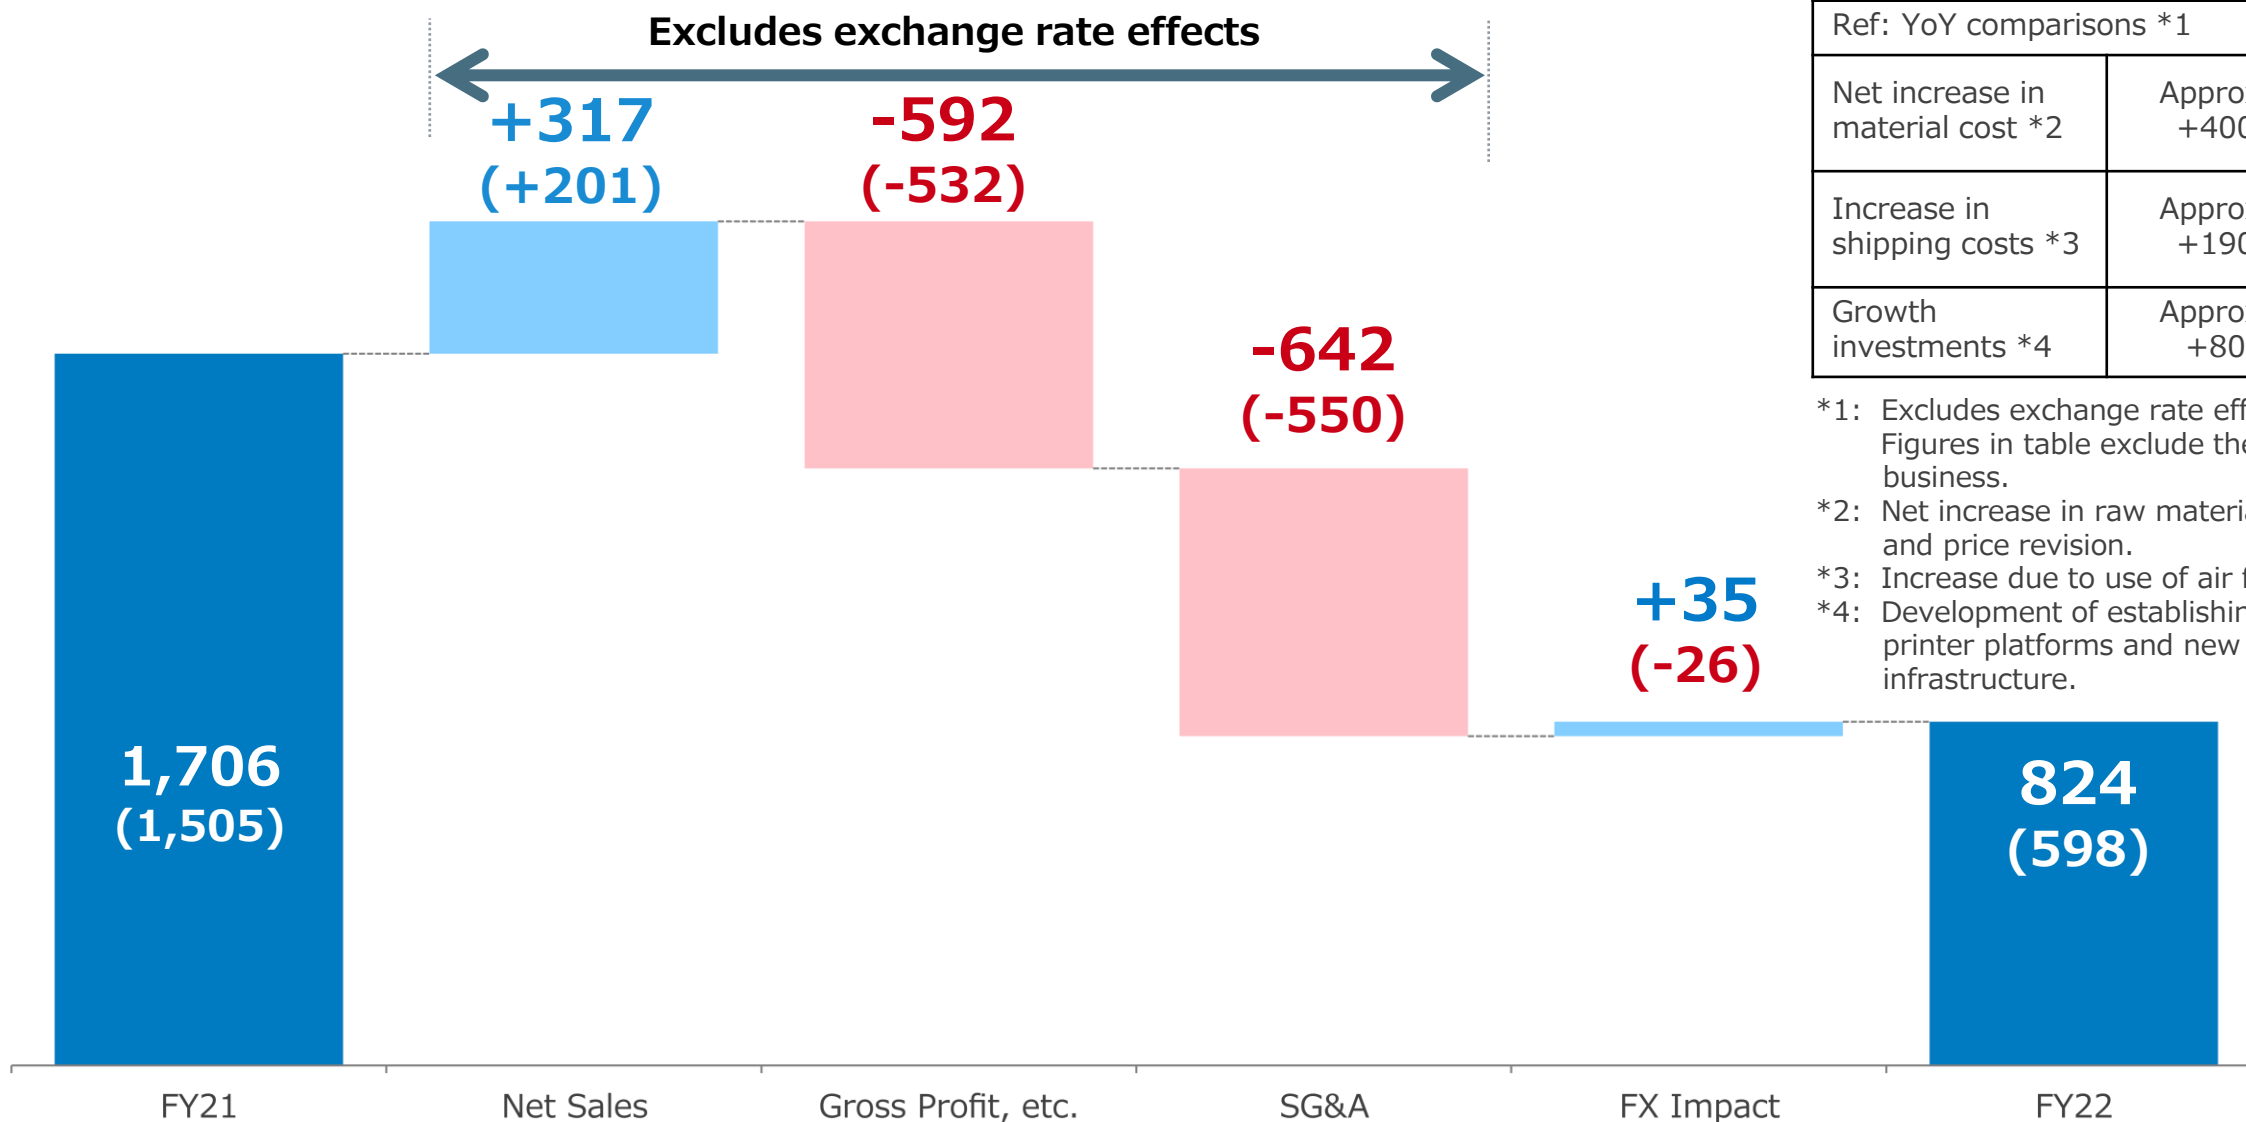 Excludes exchange rate effects
+317
(+201)
-592
(-532)
-642
(-550)
+35
(-26)
1,706
(1,505)
824
(598)
FY21
Net Sales
Gross Profit, etc.
SG&A
FX Impact
FY22
Ref: YoY comparisons *1
Net increase in
material cost *2
+400
Increase in
shipping costs *3
+190
Growth
investments *4
+80
*1: Excludes exchange rate
Figures in table exclude
business.
*2: Net increase in raw
and price revision.
*3: Increase due to use of air
*4: Development of
printer platforms and new
infrastructure.